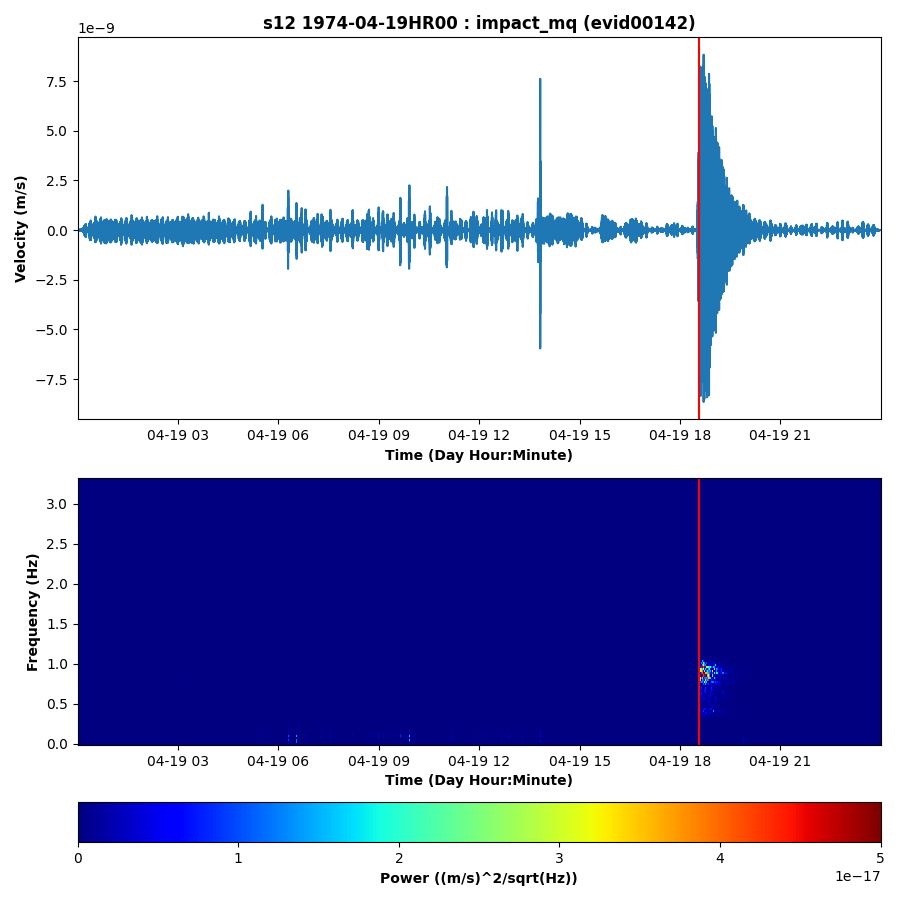 s12 1974-04-19HR00 : impact_mq (evid00142)
1e−9
Velocity (m/s)
7.5
5.0
2.5
0.0
−2.5
−5.0
−7.5
04-19 03 04-19 06 04-19 09 04-19 12 04-19 15 04-19 18 04-19 21
Time (Day Hour:Minute)
Frequency (Hz)
3.0
2.5
2.0
1.5
1.0
0.5
0.0
04-19 03 04-19 06 04-19 09 04-19 12 04-19 15 04-19 18 04-19 21
Time (Day Hour:Minute)
0 1 2 3 4 5
1e−17
Power ((m/s)^2/sqrt(Hz))